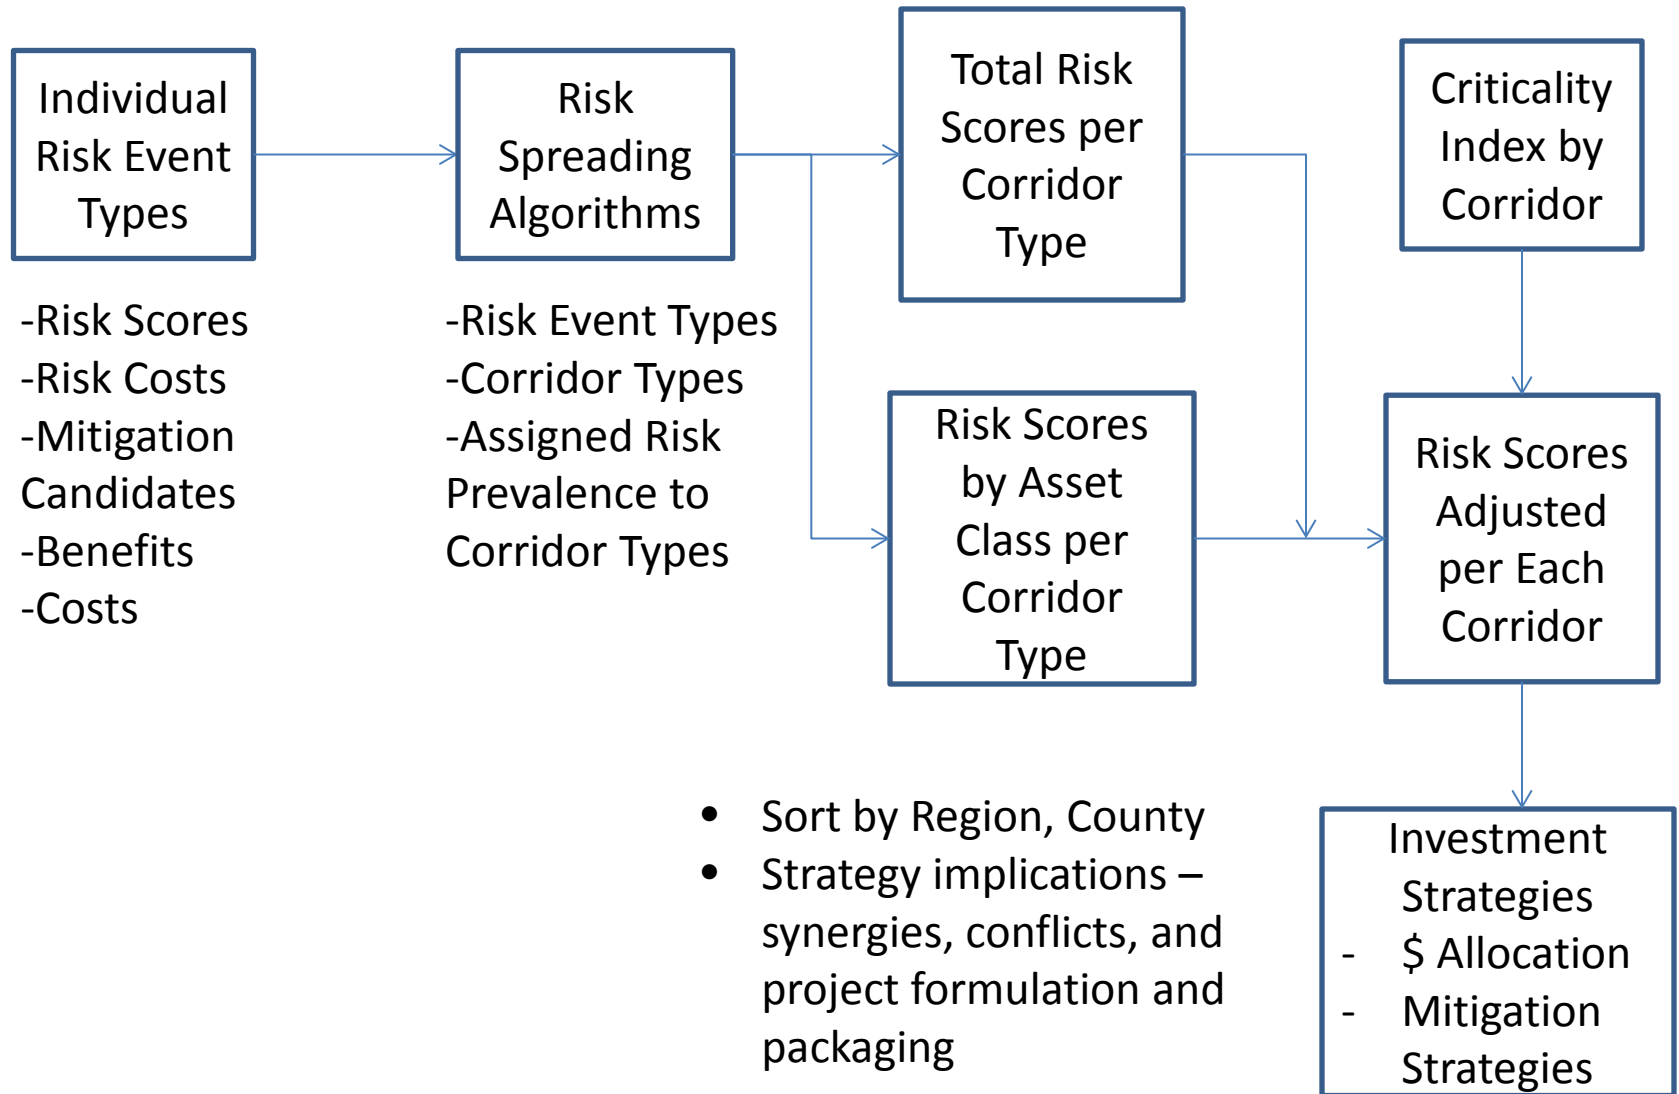 Individual
Risk Event
Types
Risk
Spreading
Algorithms
Total Risk
Scores per
Corridor
Type
Criticality
Index by
Corridor
-Risk Scores
-Risk Costs
-Mitigation
Candidates
-Benefits
-Costs
-Risk Event Types
-Corridor Types
-Assigned Risk
Prevalence to
Corridor Types
Risk Scores
by Asset
Class per
Corridor
Type
Risk Scores
Adjusted
per Each
Corridor
• Sort by Region, County
• Strategy implications –
synergies, conflicts, and
project formulation and
packaging
Investment
Strategies
- $ Allocation
- Mitigation
Strategies